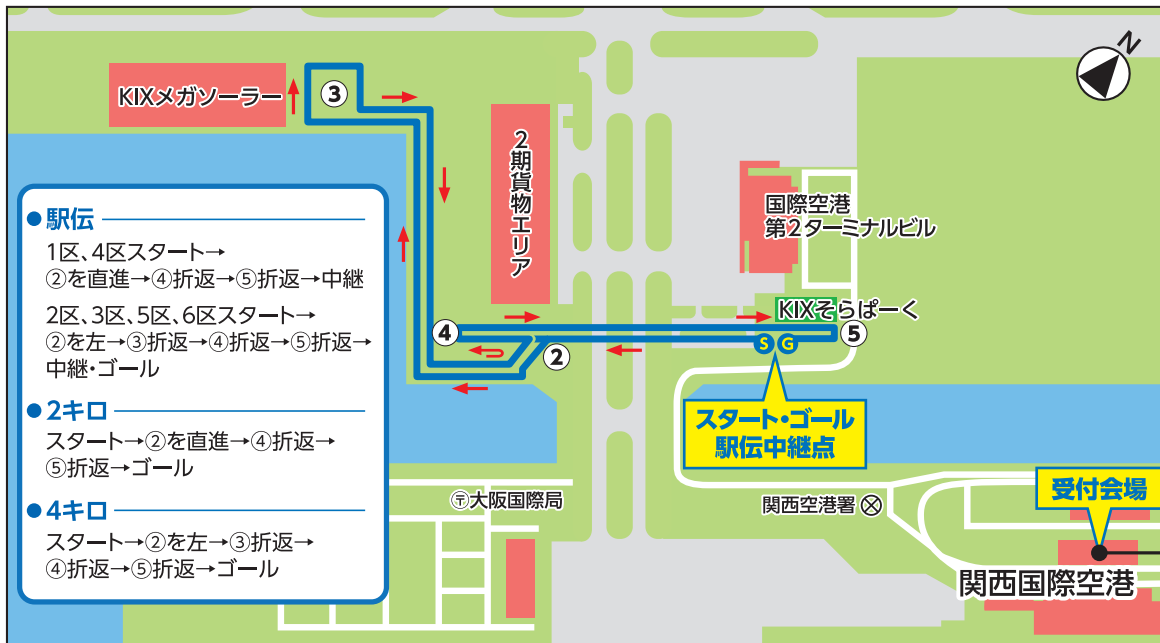 N
KIXメガソーラー
③
2期貨物エリア
国際空港
第2ターミナルビル
KIXそらぱーく
④
②
S G
⑤
スタート・ゴール
駅伝中継点
●駅伝
1区、4区スタート→
②を直進→④折返→⑤折返→中継
2区、3区、5区、6区スタート→
②を左→③折返→④折返→⑤折返→
中継・ゴール
●2キロ
スタート→②を直進→④折返→
⑤折返→ゴール
●4キロ
スタート→②を左→③折返→
④折返→⑤折返→ゴール
〶大阪国際局
関西空港署
受付会場
関西国際空港